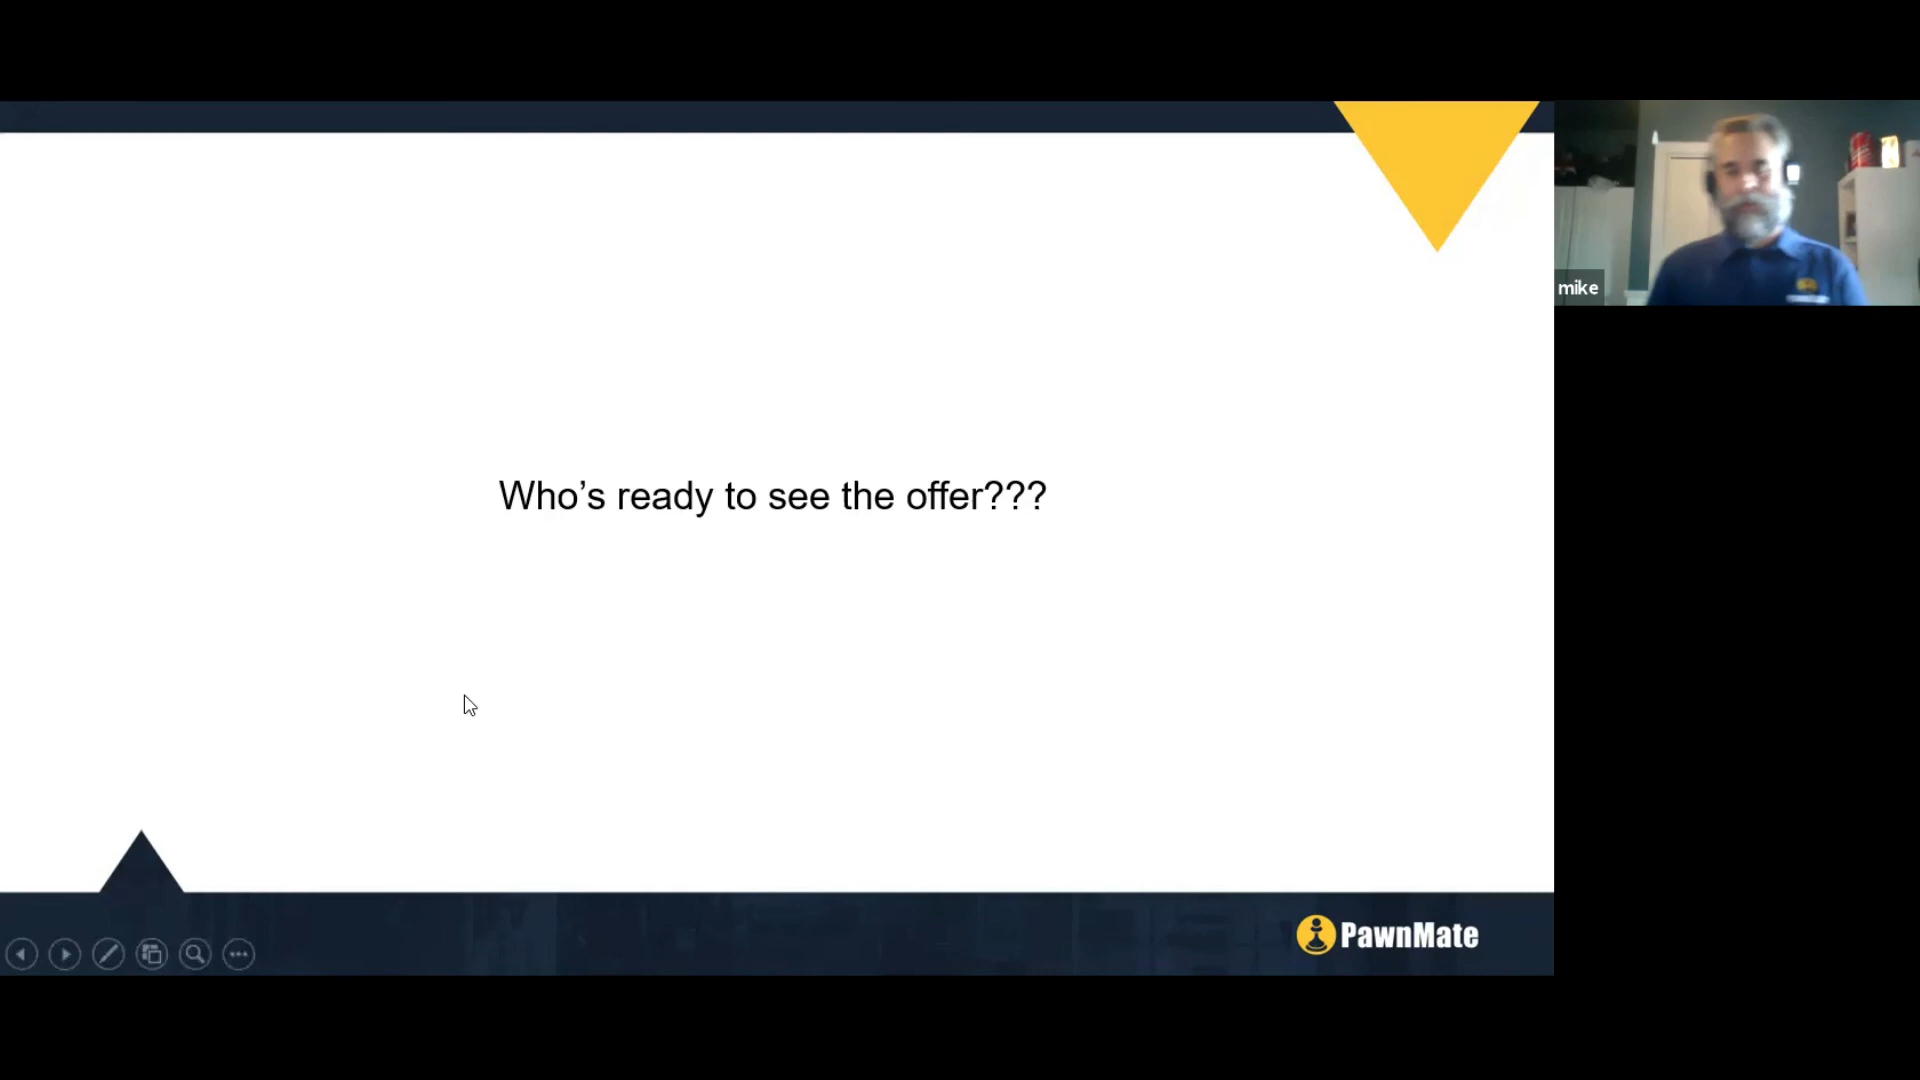 Who’s ready to see the offer???
mike
PawnMate